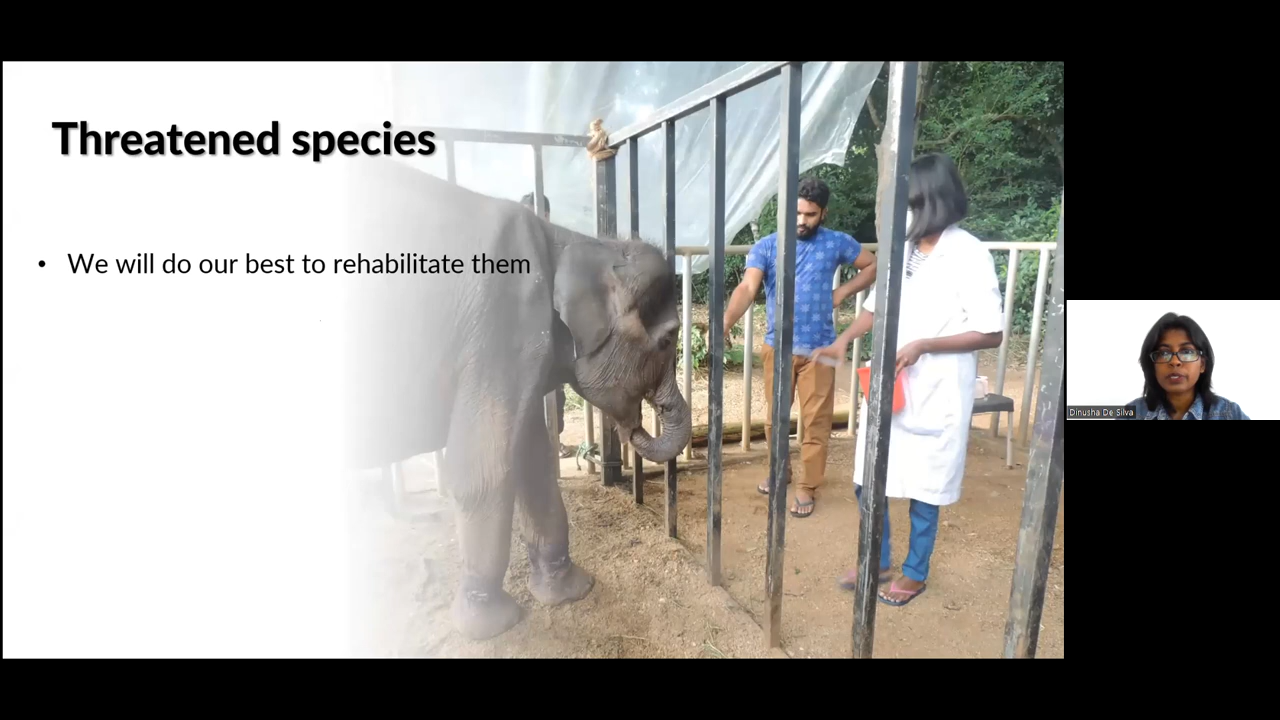 Threatened species
• We will do our best to rehabilitate them
Dinusha De Silva